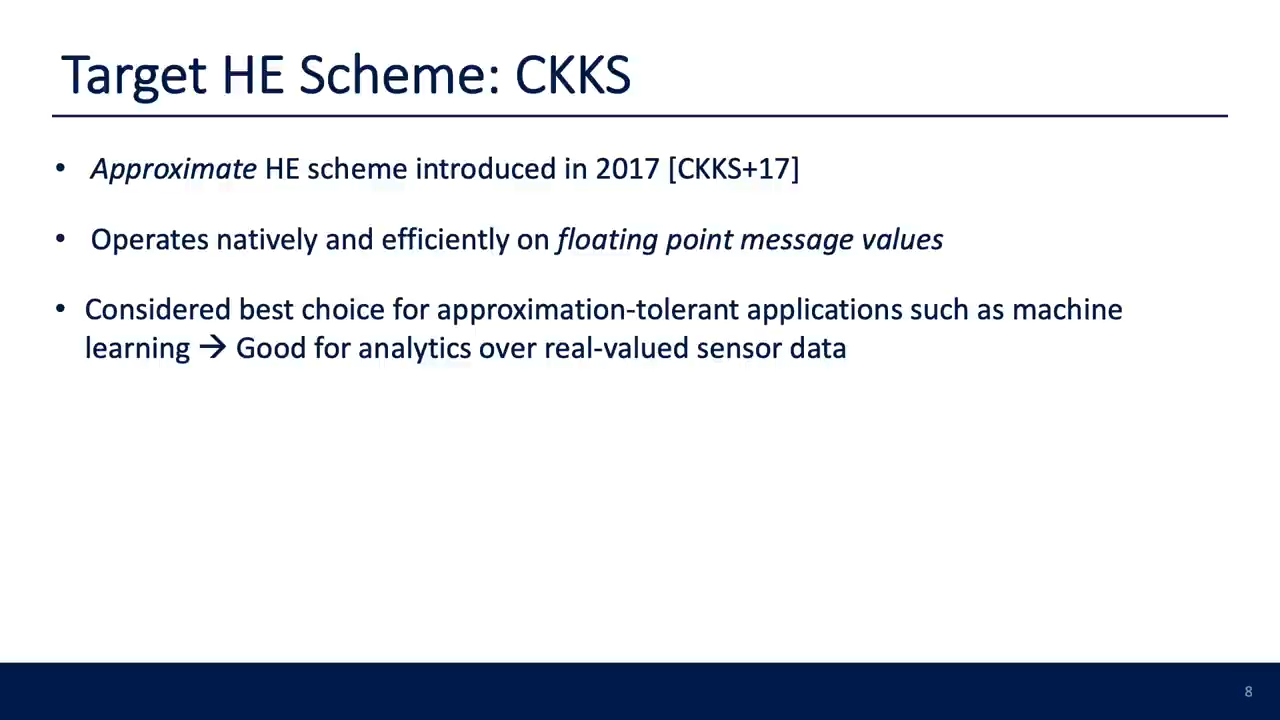 Target HE Scheme: CKKS
• Approximate HE scheme introduced in 2017 [CKKS+17]
• Operates natively and efficiently on floating point message values
• Considered best choice for approximation-tolerant applications such as machine
learning → Good for analytics over real-valued sensor data
8